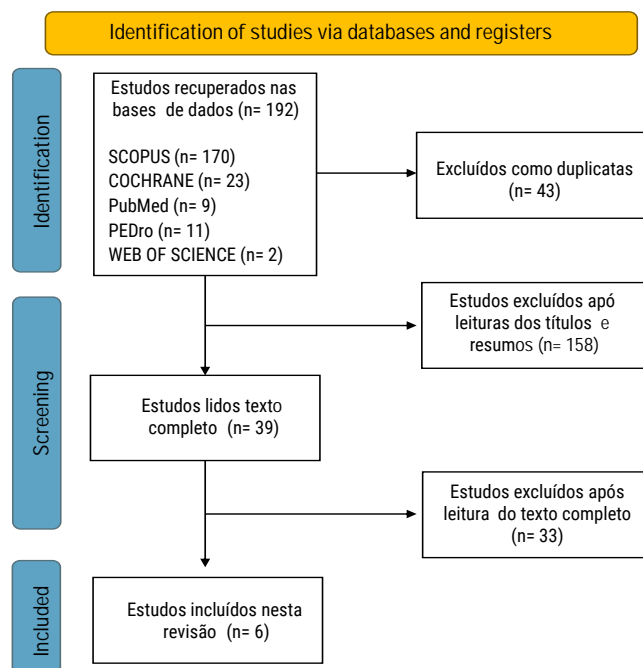 Identification of studies via databases and registers
Identification
Estudos recuperados nas
bases de dados (n= 192)
SCOPUS (n= 170)
COCHRANE (n= 23)
PubMed (n= 9)
PEDro (n= 11)
WEB OF SCIENCE (n= 2)
Excluídos como duplicatas
(n= 43)
Screening
Estudos excluídos apó
leituras dos títulos e
resumos (n= 158)
Estudos lidos texto
completo (n= 39)
Estudos excluídos após
leitura do texto completo
(n= 33)
Included
Estudos incluídos nesta
revisão (n= 6)